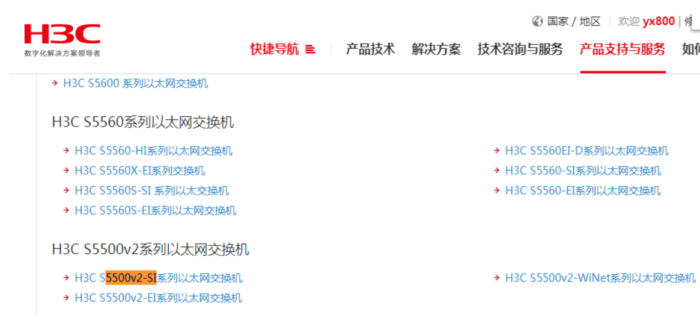 H3C
数字化解决方案领导者
国家 / 地区 | 欢迎 yx800 |
快捷导航 产品技术 解决方案 技术咨询与服务 产品支持与服务 如何
H3C S5600 系列以太网交换机
H3C S5560系列以太网交换机
H3C S5560-HI系列以太网交换机 H3C S5560EI-D系列以太网交换机
H3C S5560X-EI系列交换机 H3C S5560-SI系列以太网交换机
H3C S5560S-SI 系列以太交换机 H3C S5560-EI系列以太网交换机
H3C S5560S-EI系列以太网交换机
H3C S5500v2系列以太网交换机
H3C S5500v2-SI系列以太网交换机 H3C S5500v2-WiNet系列以太网交换机
H3C S5500v2-EI系列以太网交换机